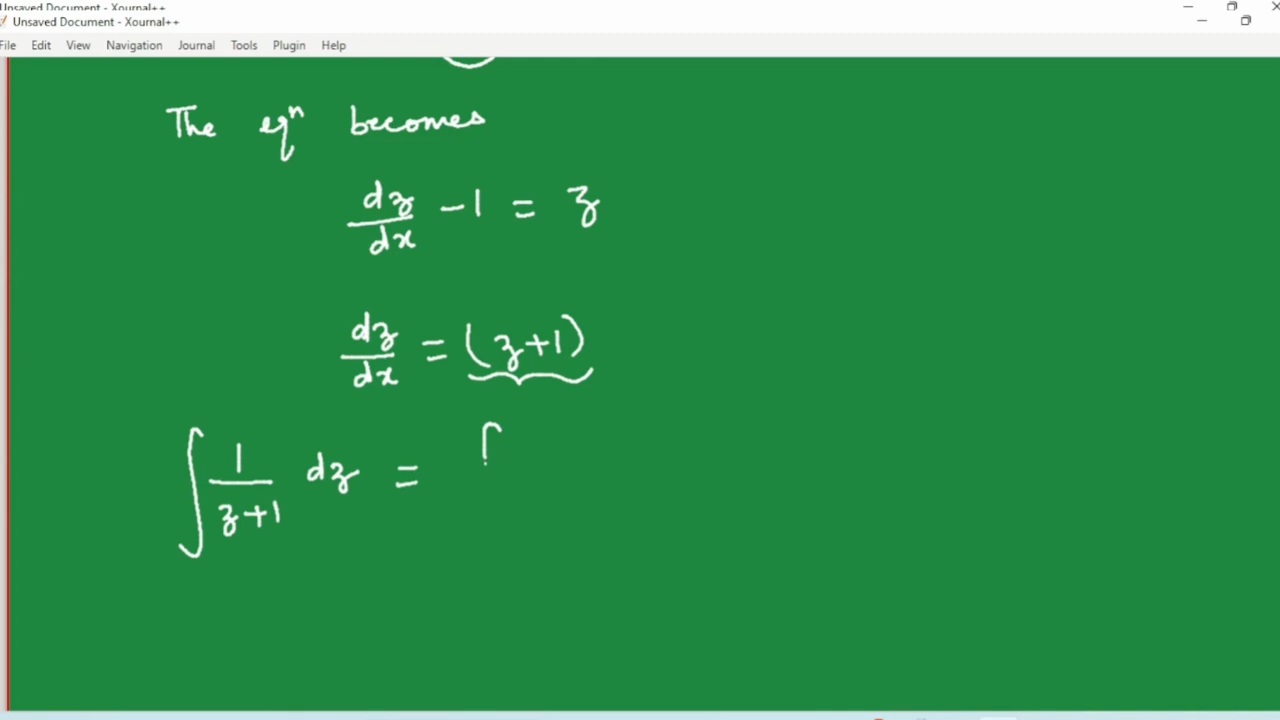 Unsaved Document - Xournal++
Unsaved Document - Xournal++
File Edit View Navigation Journal Tools Plugin Help
The eqⁿ becomes
dz/dx - 1 = z
dz/dx = (z+1)
∫ 1/(z+1) dz = ∫